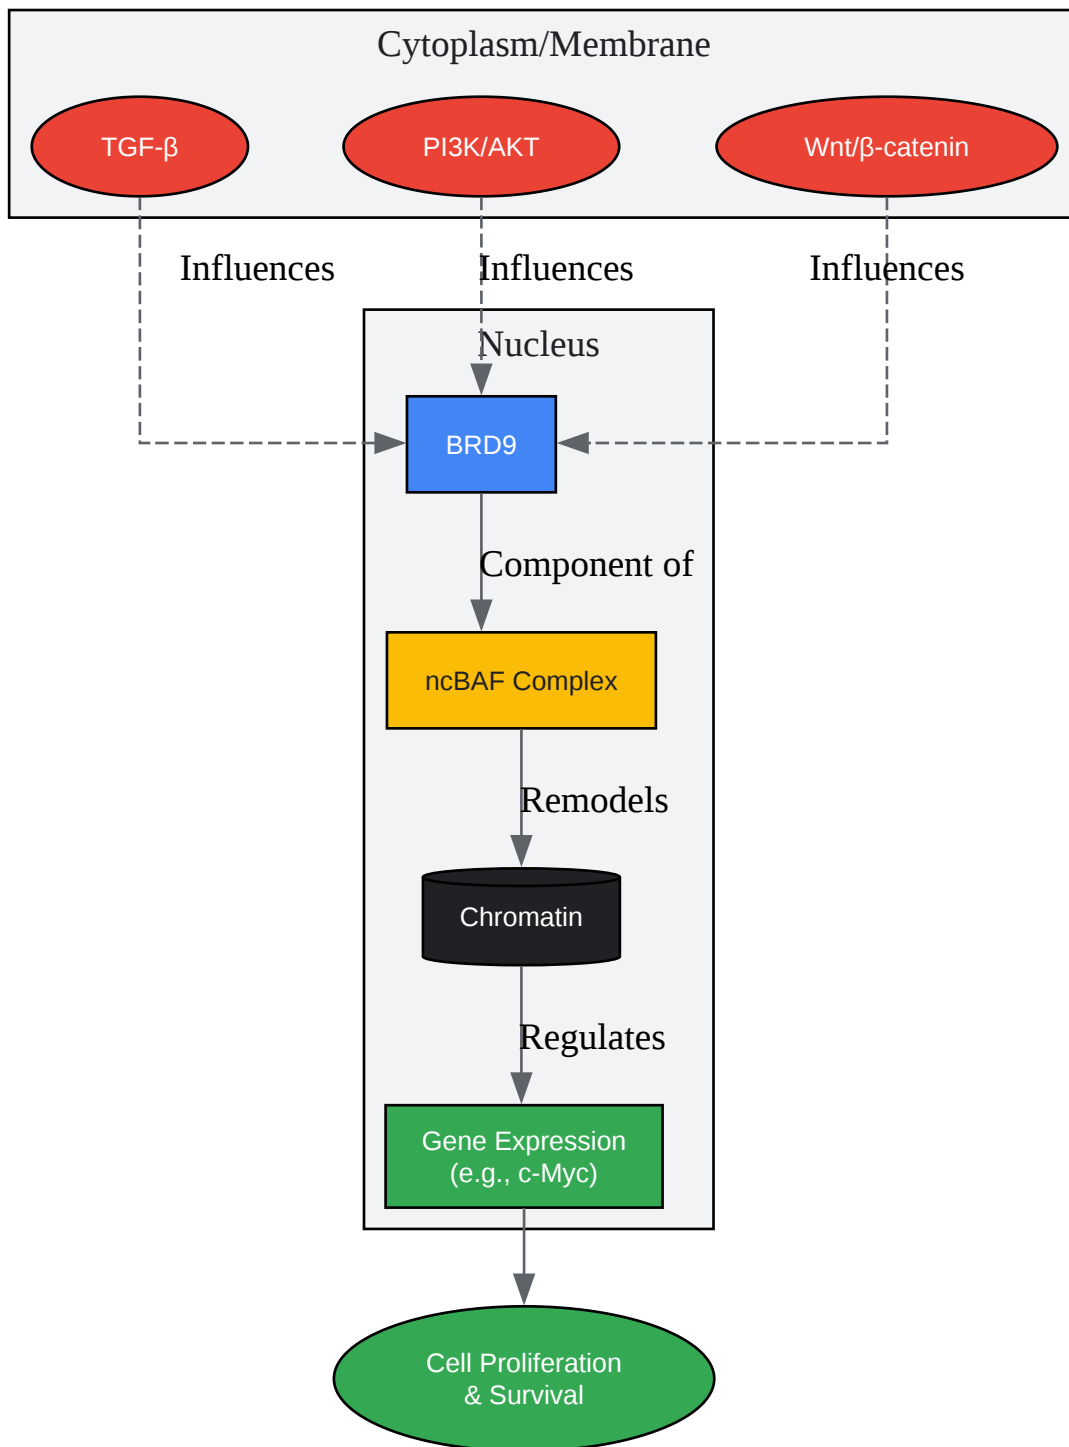 Cytoplasm/Membrane
TGF-β
PI3K/AKT
Wnt/β-catenin
Influences
Influences
Influences
Nucleus
BRD9
Component of
ncBAF Complex
Remodels
Chromatin
Regulates
Gene Expression
(e.g., c-Myc)
Cell Proliferation
& Survival